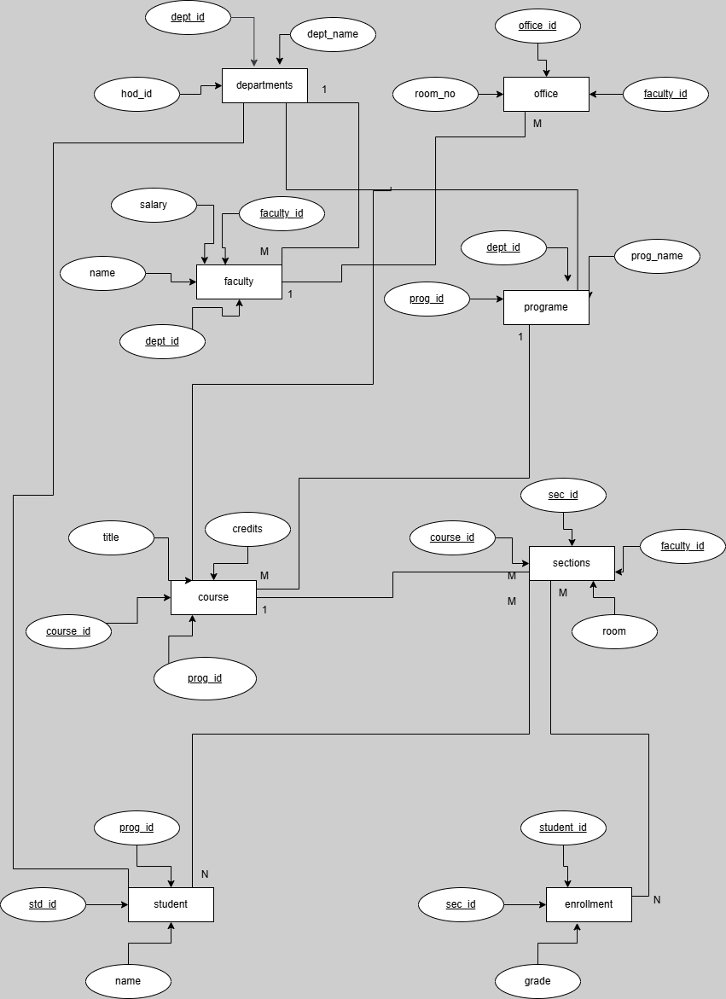 dept_id
dept_name
hod_id
departments
1
office_id
room_no
office
faculty_id
M
salary
faculty_id
M
name
faculty
1
dept_id
dept_id
prog_name
prog_id
programe
1
sec_id
title
credits
course_id
faculty_id
sections
M
M
M
course
M
1
course_id
prog_id
room
prog_id
N
std_id
student
name
student_id
sec_id
enrollment
N
grade